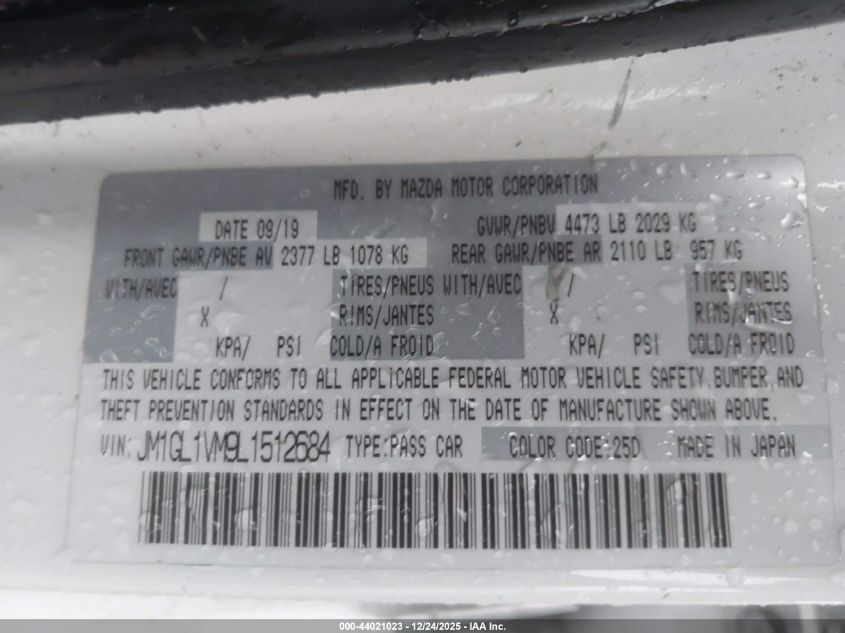 MFD. BY MAZDA MOTOR CORPORATION
DATE 09/19 GVWR/PNBV 4473 LB 2029 KG
FRONT GAWR/PNBE AV 2377 LB 1078 KG REAR GAWR/PNBE AR 2110 LB 957 KG
WITH/AVEC / TIRES/PNEUS WITH/AVEC / TIRES/PNEUS
X RIMS/JANTES X RIMS/JANTES
KPA/ PSI COLD/A FROID KPA/ PSI COLD/A FROID
THIS VEHICLE CONFORMS TO ALL APPLICABLE FEDERAL MOTOR VEHICLE SAFETY, BUMPER, AND
THEFT PREVENTION STANDARDS IN EFFECT ON THE DATE OF MANUFACTURE SHOWN ABOVE.
VIN: JM1GL1VM9L1512684 TYPE:PASS CAR COLOR CODE:25D MADE IN JAPAN
000-44021023 - 12/24/2025 - IAA Inc.